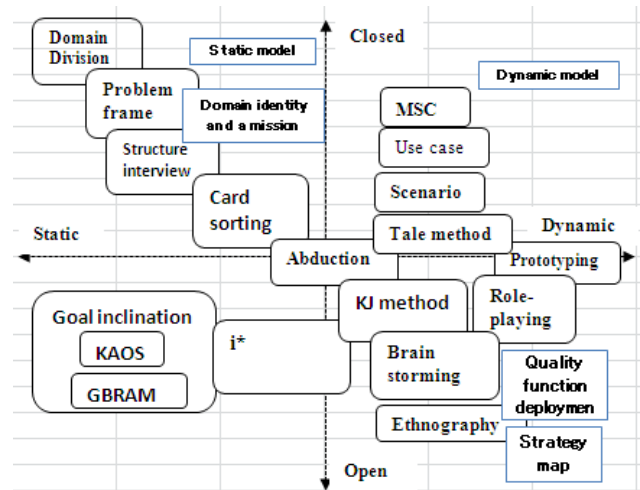 Domain
Division
Static model
Closed
Problem
frame
Dynamic model
Domain identity
and a mission
MSC
Structure
interview
Use case
Card
sorting
Scenario
Static
Tale method
Dynamic
Abduction
Prototyping
Goal inclination
KAOS
GBRAM
i*
KJ method
Role-
playing
Brain
storming
Quality
function
deploymen
Ethnography
Strategy
map
Open